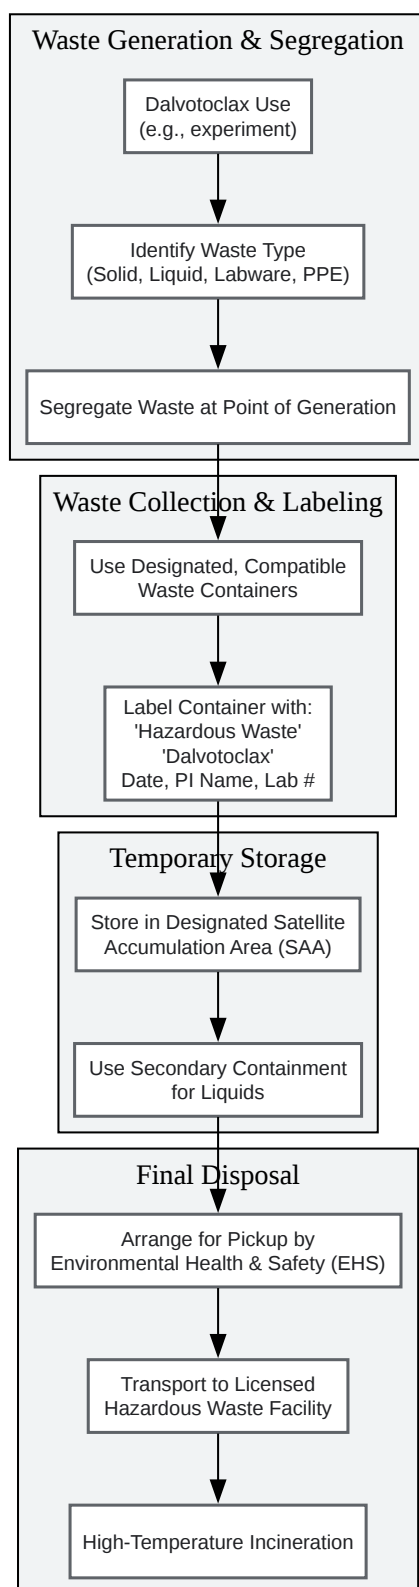 Waste Generation & Segregation
Dalvotoclax Use
(e.g., experiment)
Identify Waste Type
(Solid, Liquid, Labware, PPE)
Segregate Waste at Point of Generation
Waste Collection & Labeling
Use Designated, Compatible
Waste Containers
Label Container with:
'Hazardous Waste'
'Dalvotoclax'
Date, PI Name, Lab #
Temporary Storage
Store in Designated Satellite
Accumulation Area (SAA)
Use Secondary Containment
for Liquids
Final Disposal
Arrange for Pickup by
Environmental Health & Safety (EHS)
Transport to Licensed
Hazardous Waste Facility
High-Temperature Incineration